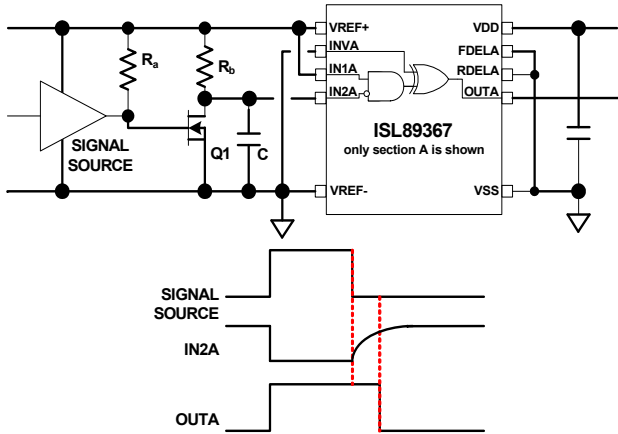 VREF+
VDD
INVA
FDELA
Ra
Rb
IN1A
RDELA
IN2A
OUTA
SIGNAL
SOURCE
Q1
C
ISL89367
only section A is shown
VREF-
VSS
SIGNAL
SOURCE
IN2A
OUTA